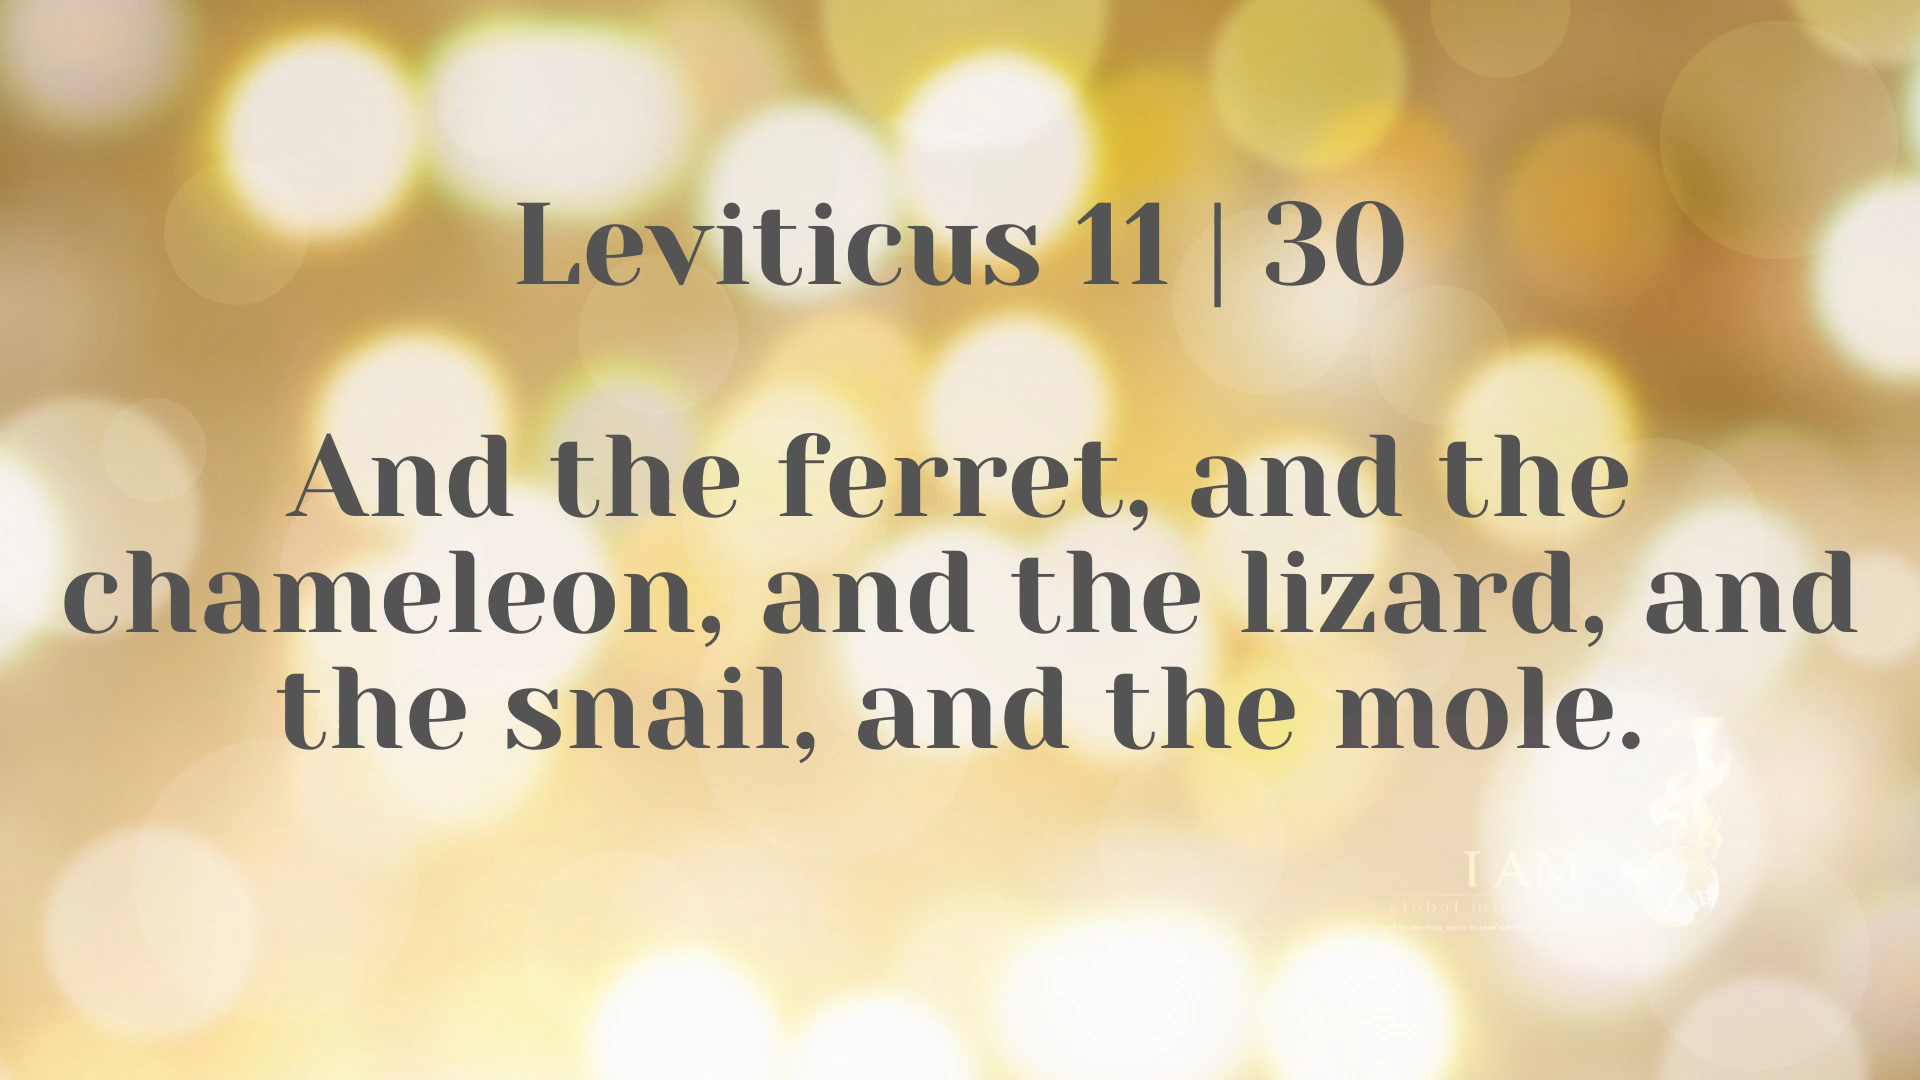 Leviticus 11 | 30
And the ferret, and the
chameleon, and the lizard, and
the snail, and the mole.
I AM
global